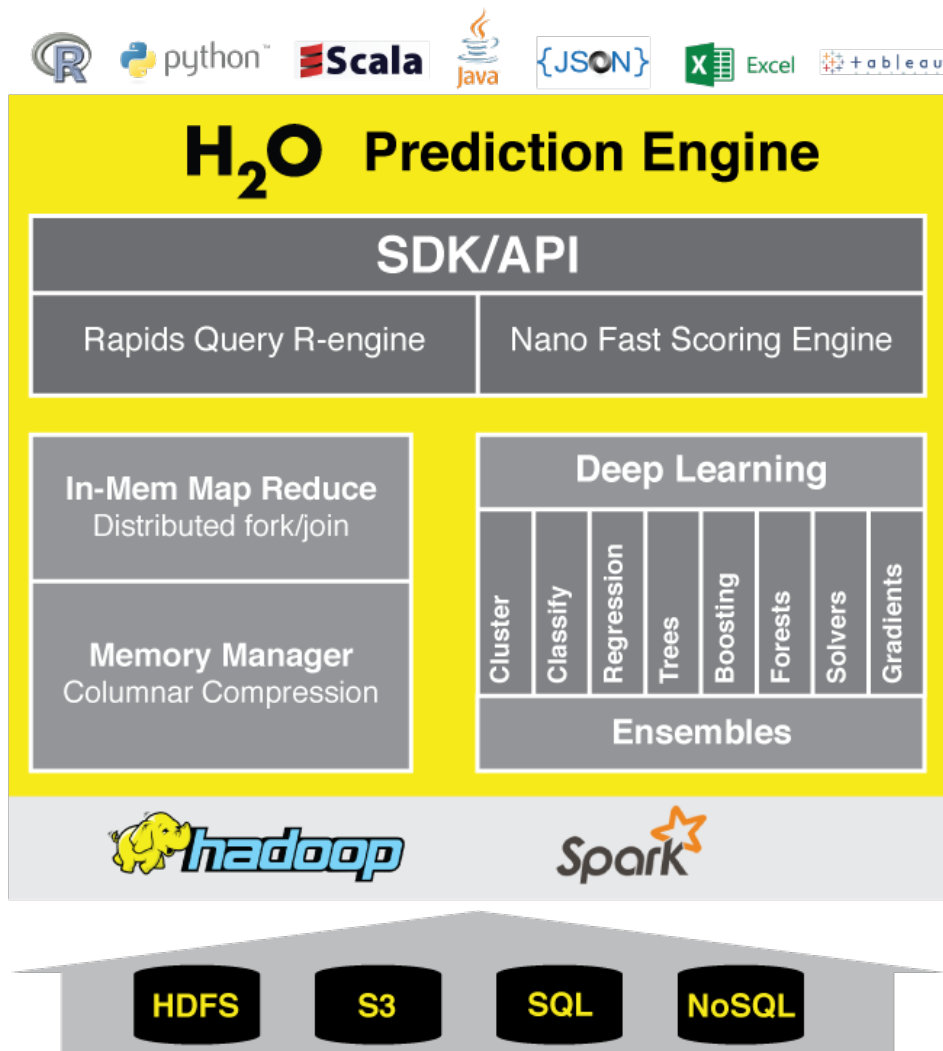 R python™ Scala Java {JSON} X Excel +ableau
H2O Prediction Engine
SDK/API
Rapids Query R-engine
Nano Fast Scoring Engine
In-Mem Map Reduce
Distributed fork/join
Memory Manager
Columnar Compression
Deep Learning
Cluster
Classify
Regression
Trees
Boosting
Forests
Solvers
Gradients
Ensembles
hadoop
Spark
HDFS S3 SQL NoSQL